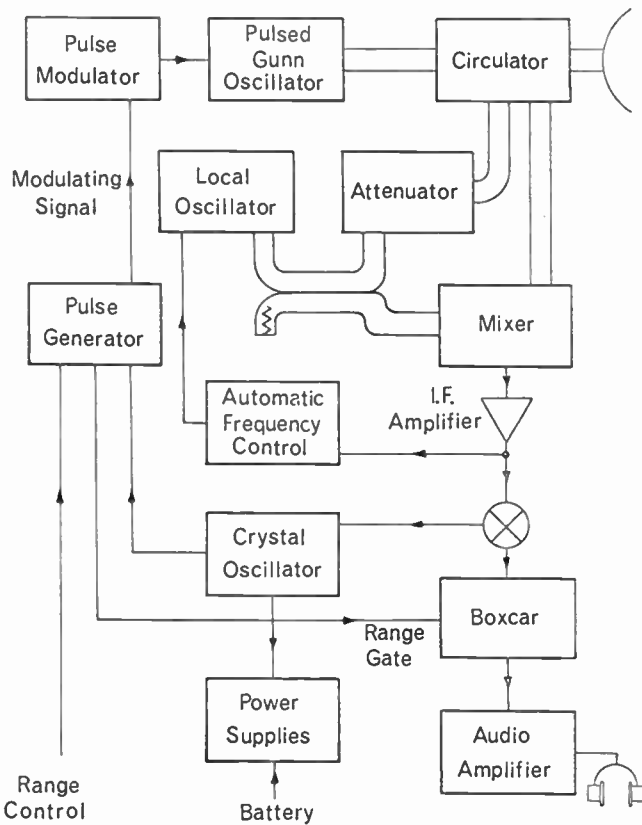 Pulse
Modulator
Pulsed
Gunn
Oscillator
Circulator
Modulating
Signal
Local
Oscillator
Attenuator
Pulse
Generator
Mixer
I.F.
Amplifier
Automatic
Frequency
Control
Crystal
Oscillator
Range
Gate
Boxcar
Power
Supplies
Audio
Amplifier
Range
Control
Battery